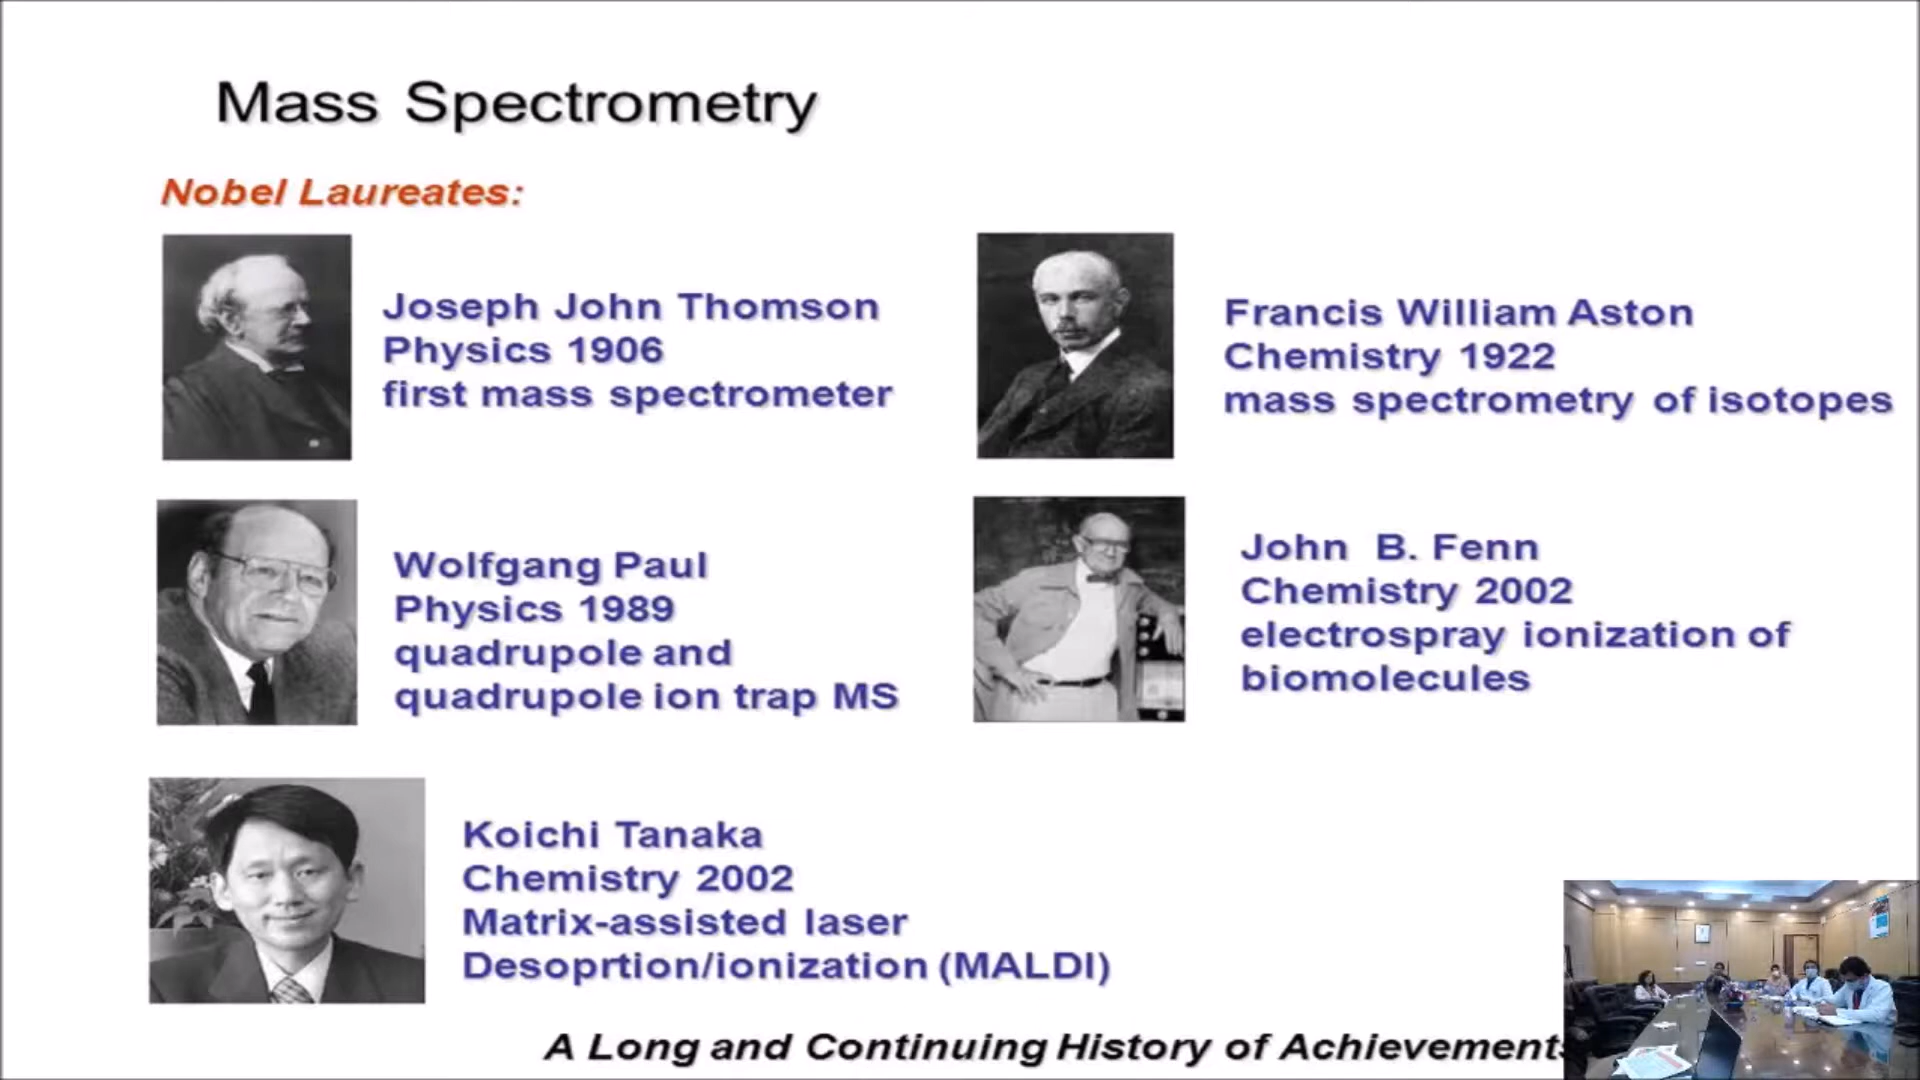 Mass Spectrometry
Nobel Laureates:
Joseph John Thomson
Physics 1906
first mass spectrometer
Francis William Aston
Chemistry 1922
mass spectrometry of isotopes
Wolfgang Paul
Physics 1989
quadrupole and
quadrupole ion trap MS
John B. Fenn
Chemistry 2002
electrospray ionization of
biomolecules
Koichi Tanaka
Chemistry 2002
Matrix-assisted laser
Desoprtion/ionization (MALDI)
A Long and Continuing History of Achievements